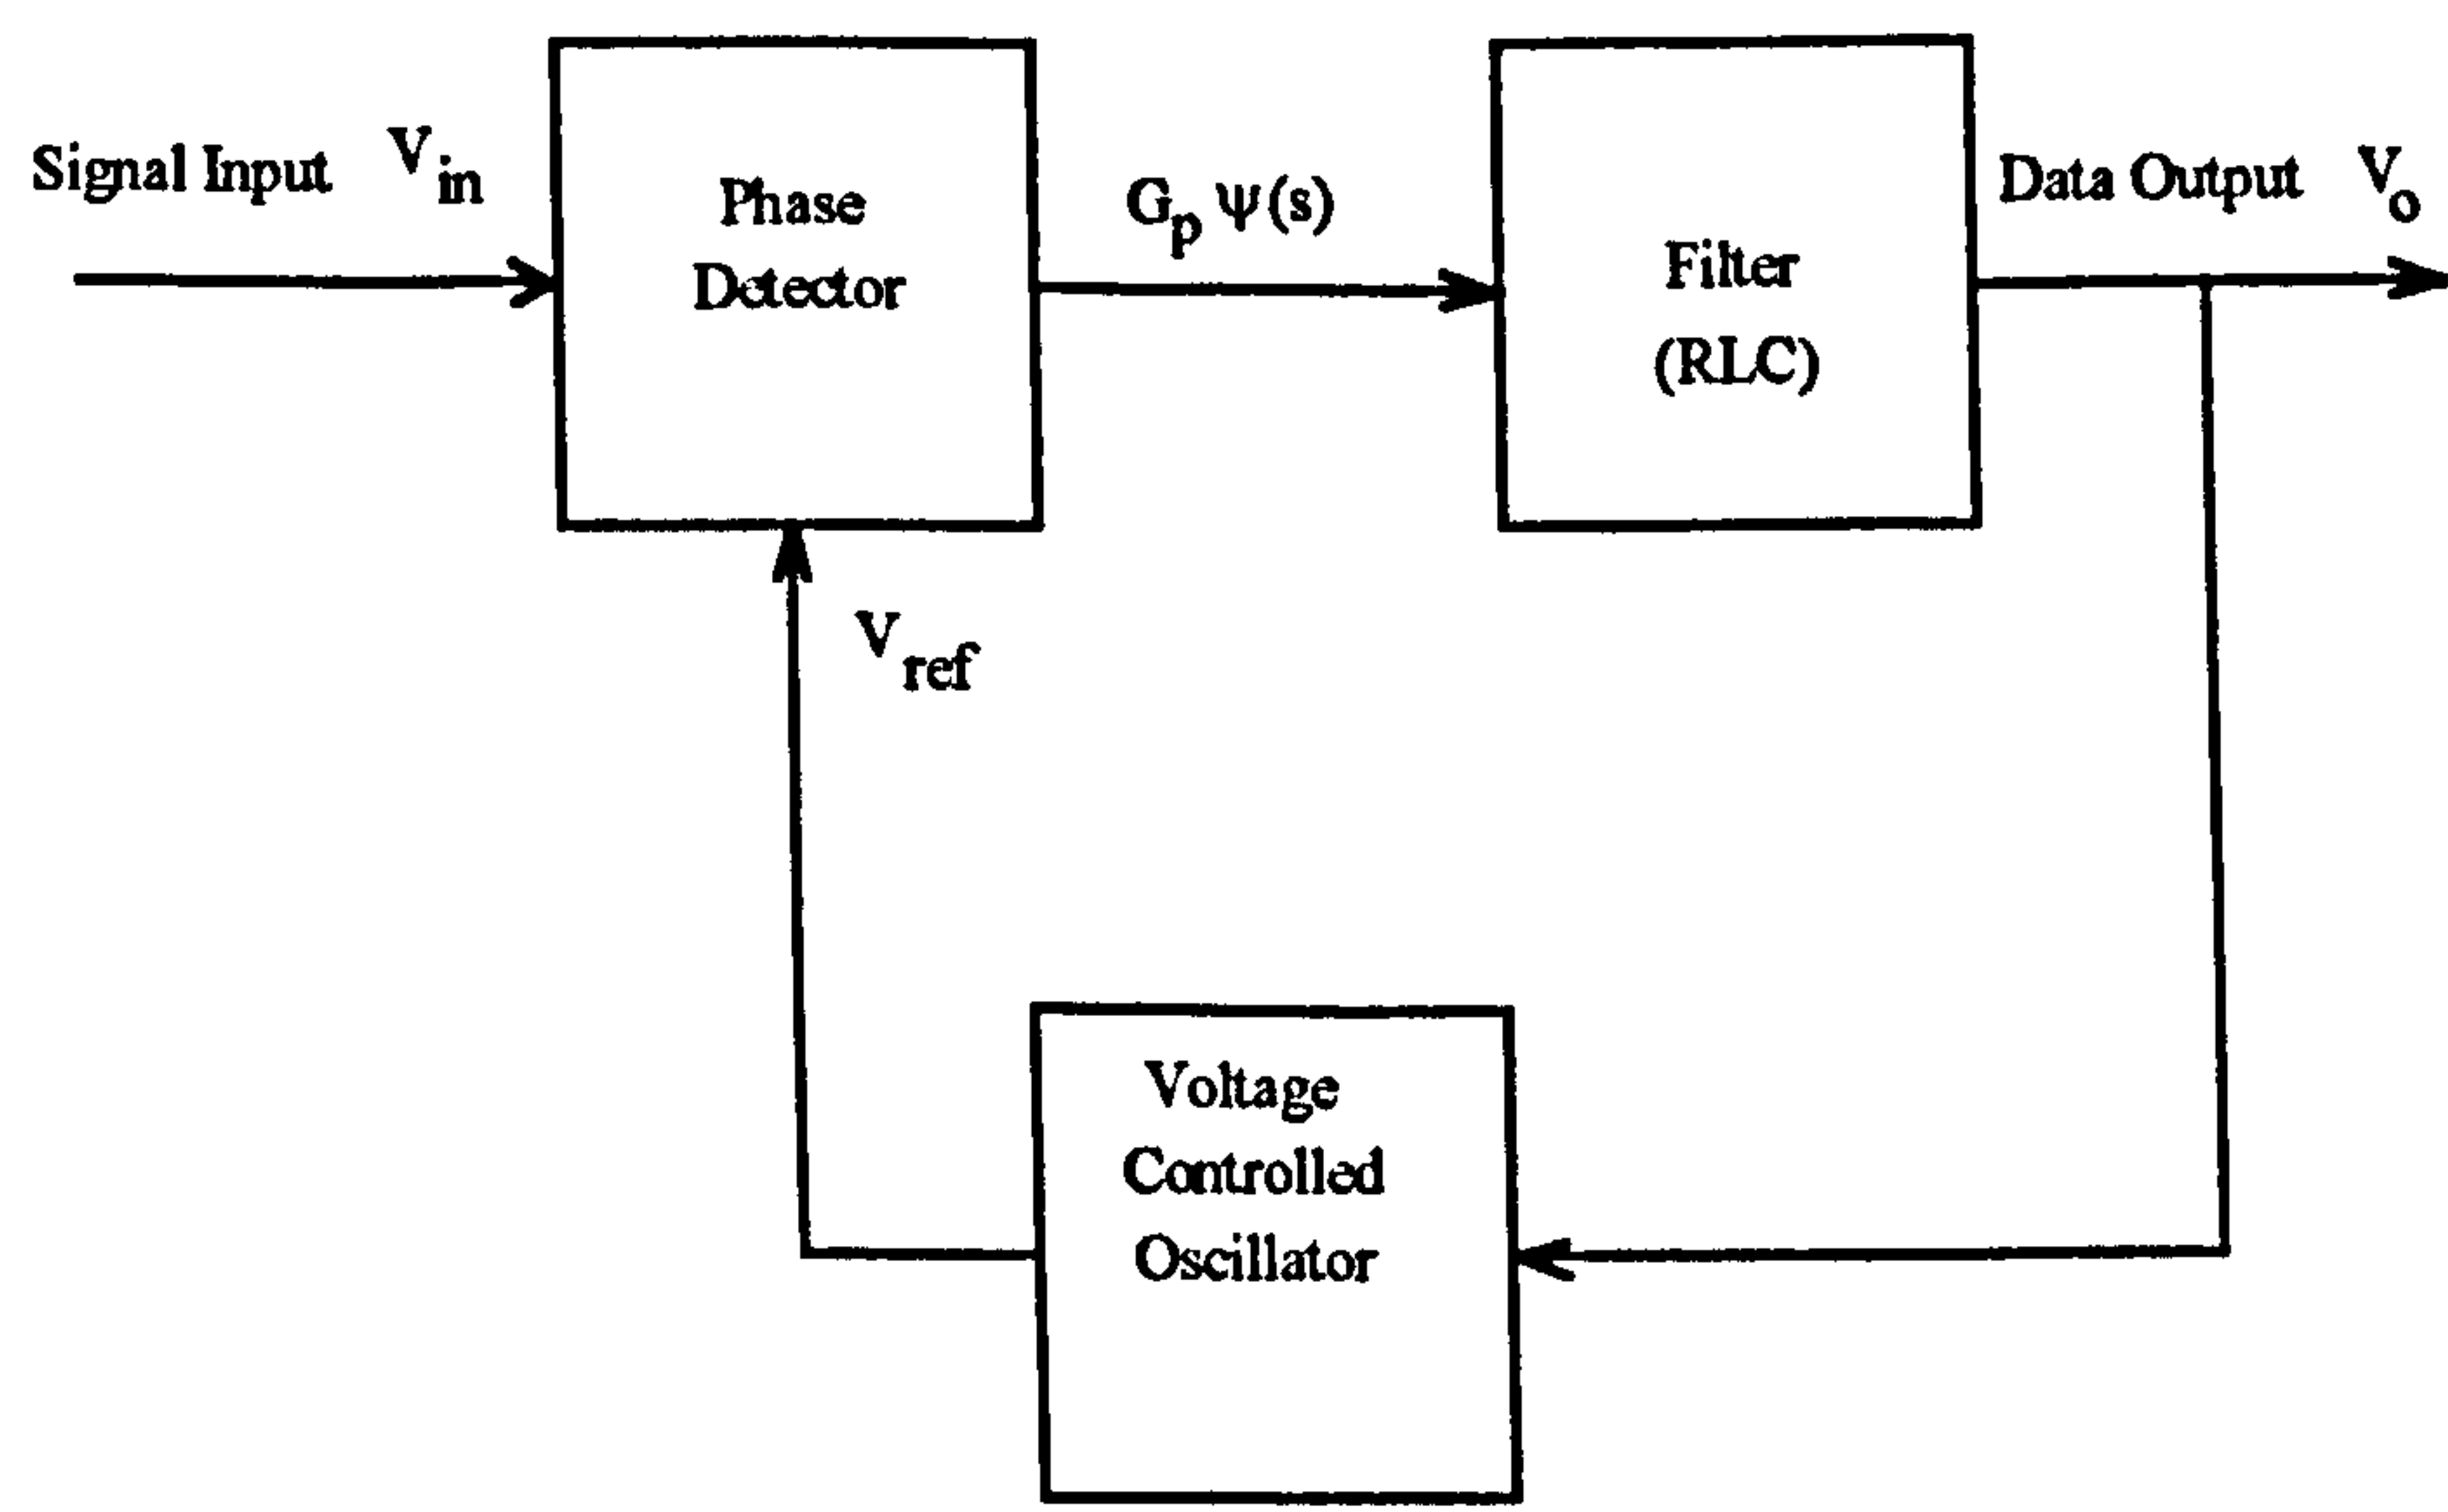 Signal Input V_in
Phase
Detector
G_p ψ(s)
Filter
(RLC)
Data Output V_o
V_ref
Voltage
Controlled
Oscillator